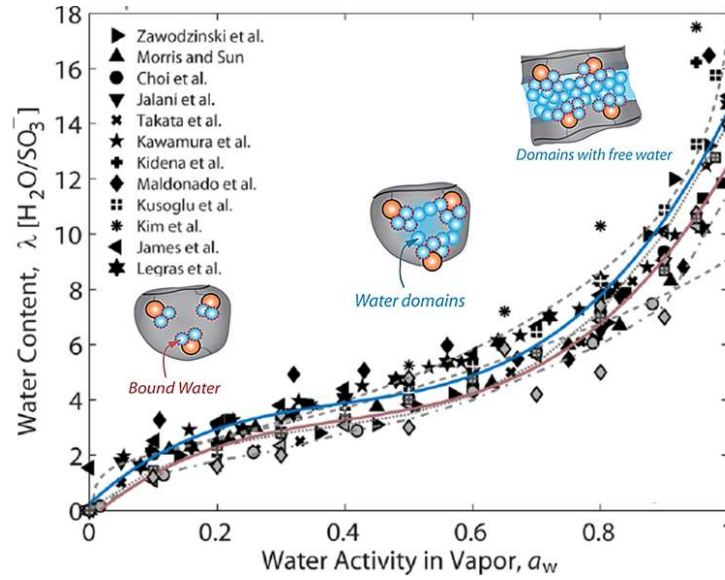 18
16
14
12
10
8
6
4
2
0
Water Content, λ [H₂O/SO₃⁻]
Zawodzinski et al.
Morris and Sun
Choi et al.
Jalani et al.
Takata et al.
Kawamura et al.
Kidena et al.
Maldonado et al.
Kusoglu et al.
Kim et al.
James et al.
Legras et al.
Domains with free water
Water domains
Bound Water
0 0.2 0.4 0.6 0.8
Water Activity in Vapor, a_w